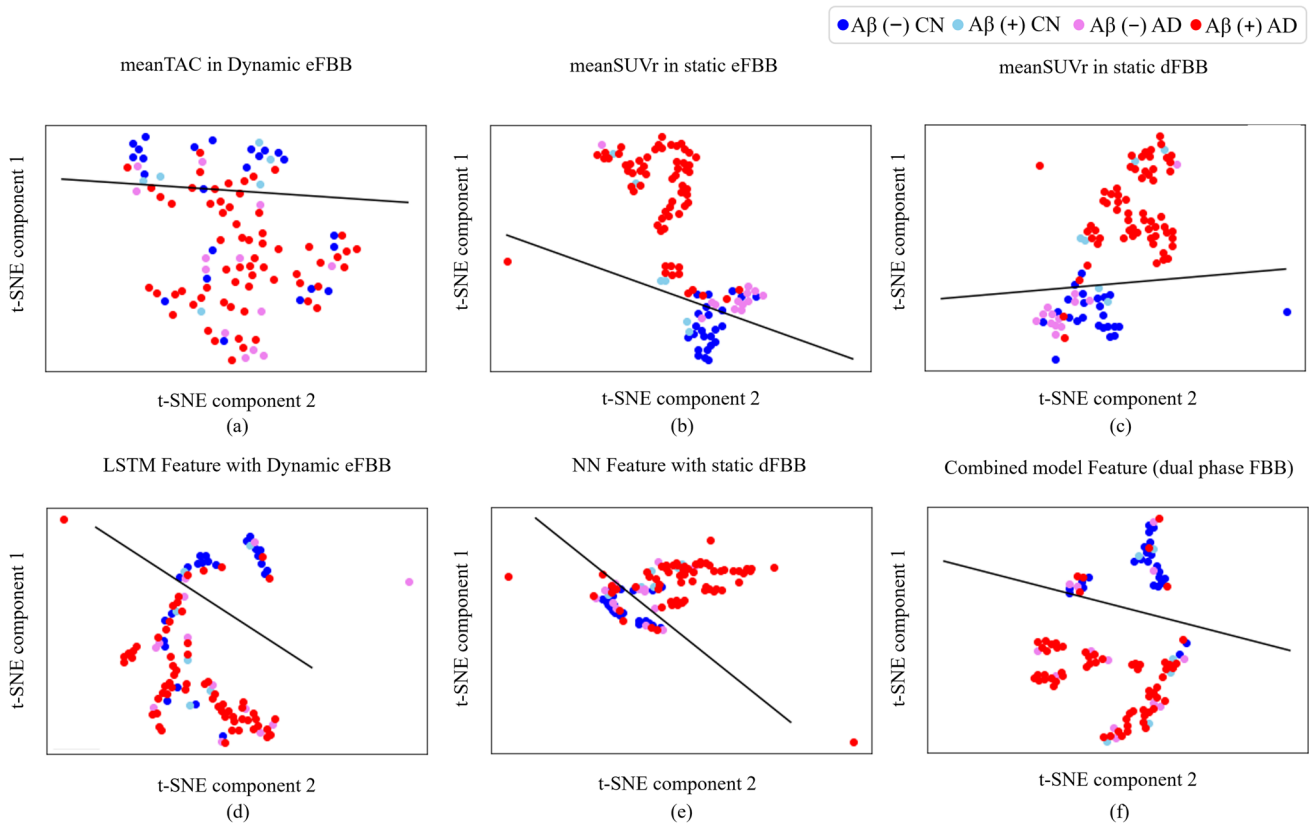 Aβ (−) CN Aβ (+) CN Aβ (−) AD Aβ (+) AD
meanTAC in Dynamic eFBB
meanSUVr in static eFBB
meanSUVr in static dFBB
t-SNE component 1
t-SNE component 1
t-SNE component 1
t-SNE component 2
t-SNE component 2
t-SNE component 2
(a)
(b)
(c)
LSTM Feature with Dynamic eFBB
NN Feature with static dFBB
Combined model Feature (dual phase FBB)
t-SNE component 1
t-SNE component 1
t-SNE component 1
t-SNE component 2
t-SNE component 2
t-SNE component 2
(d)
(e)
(f)